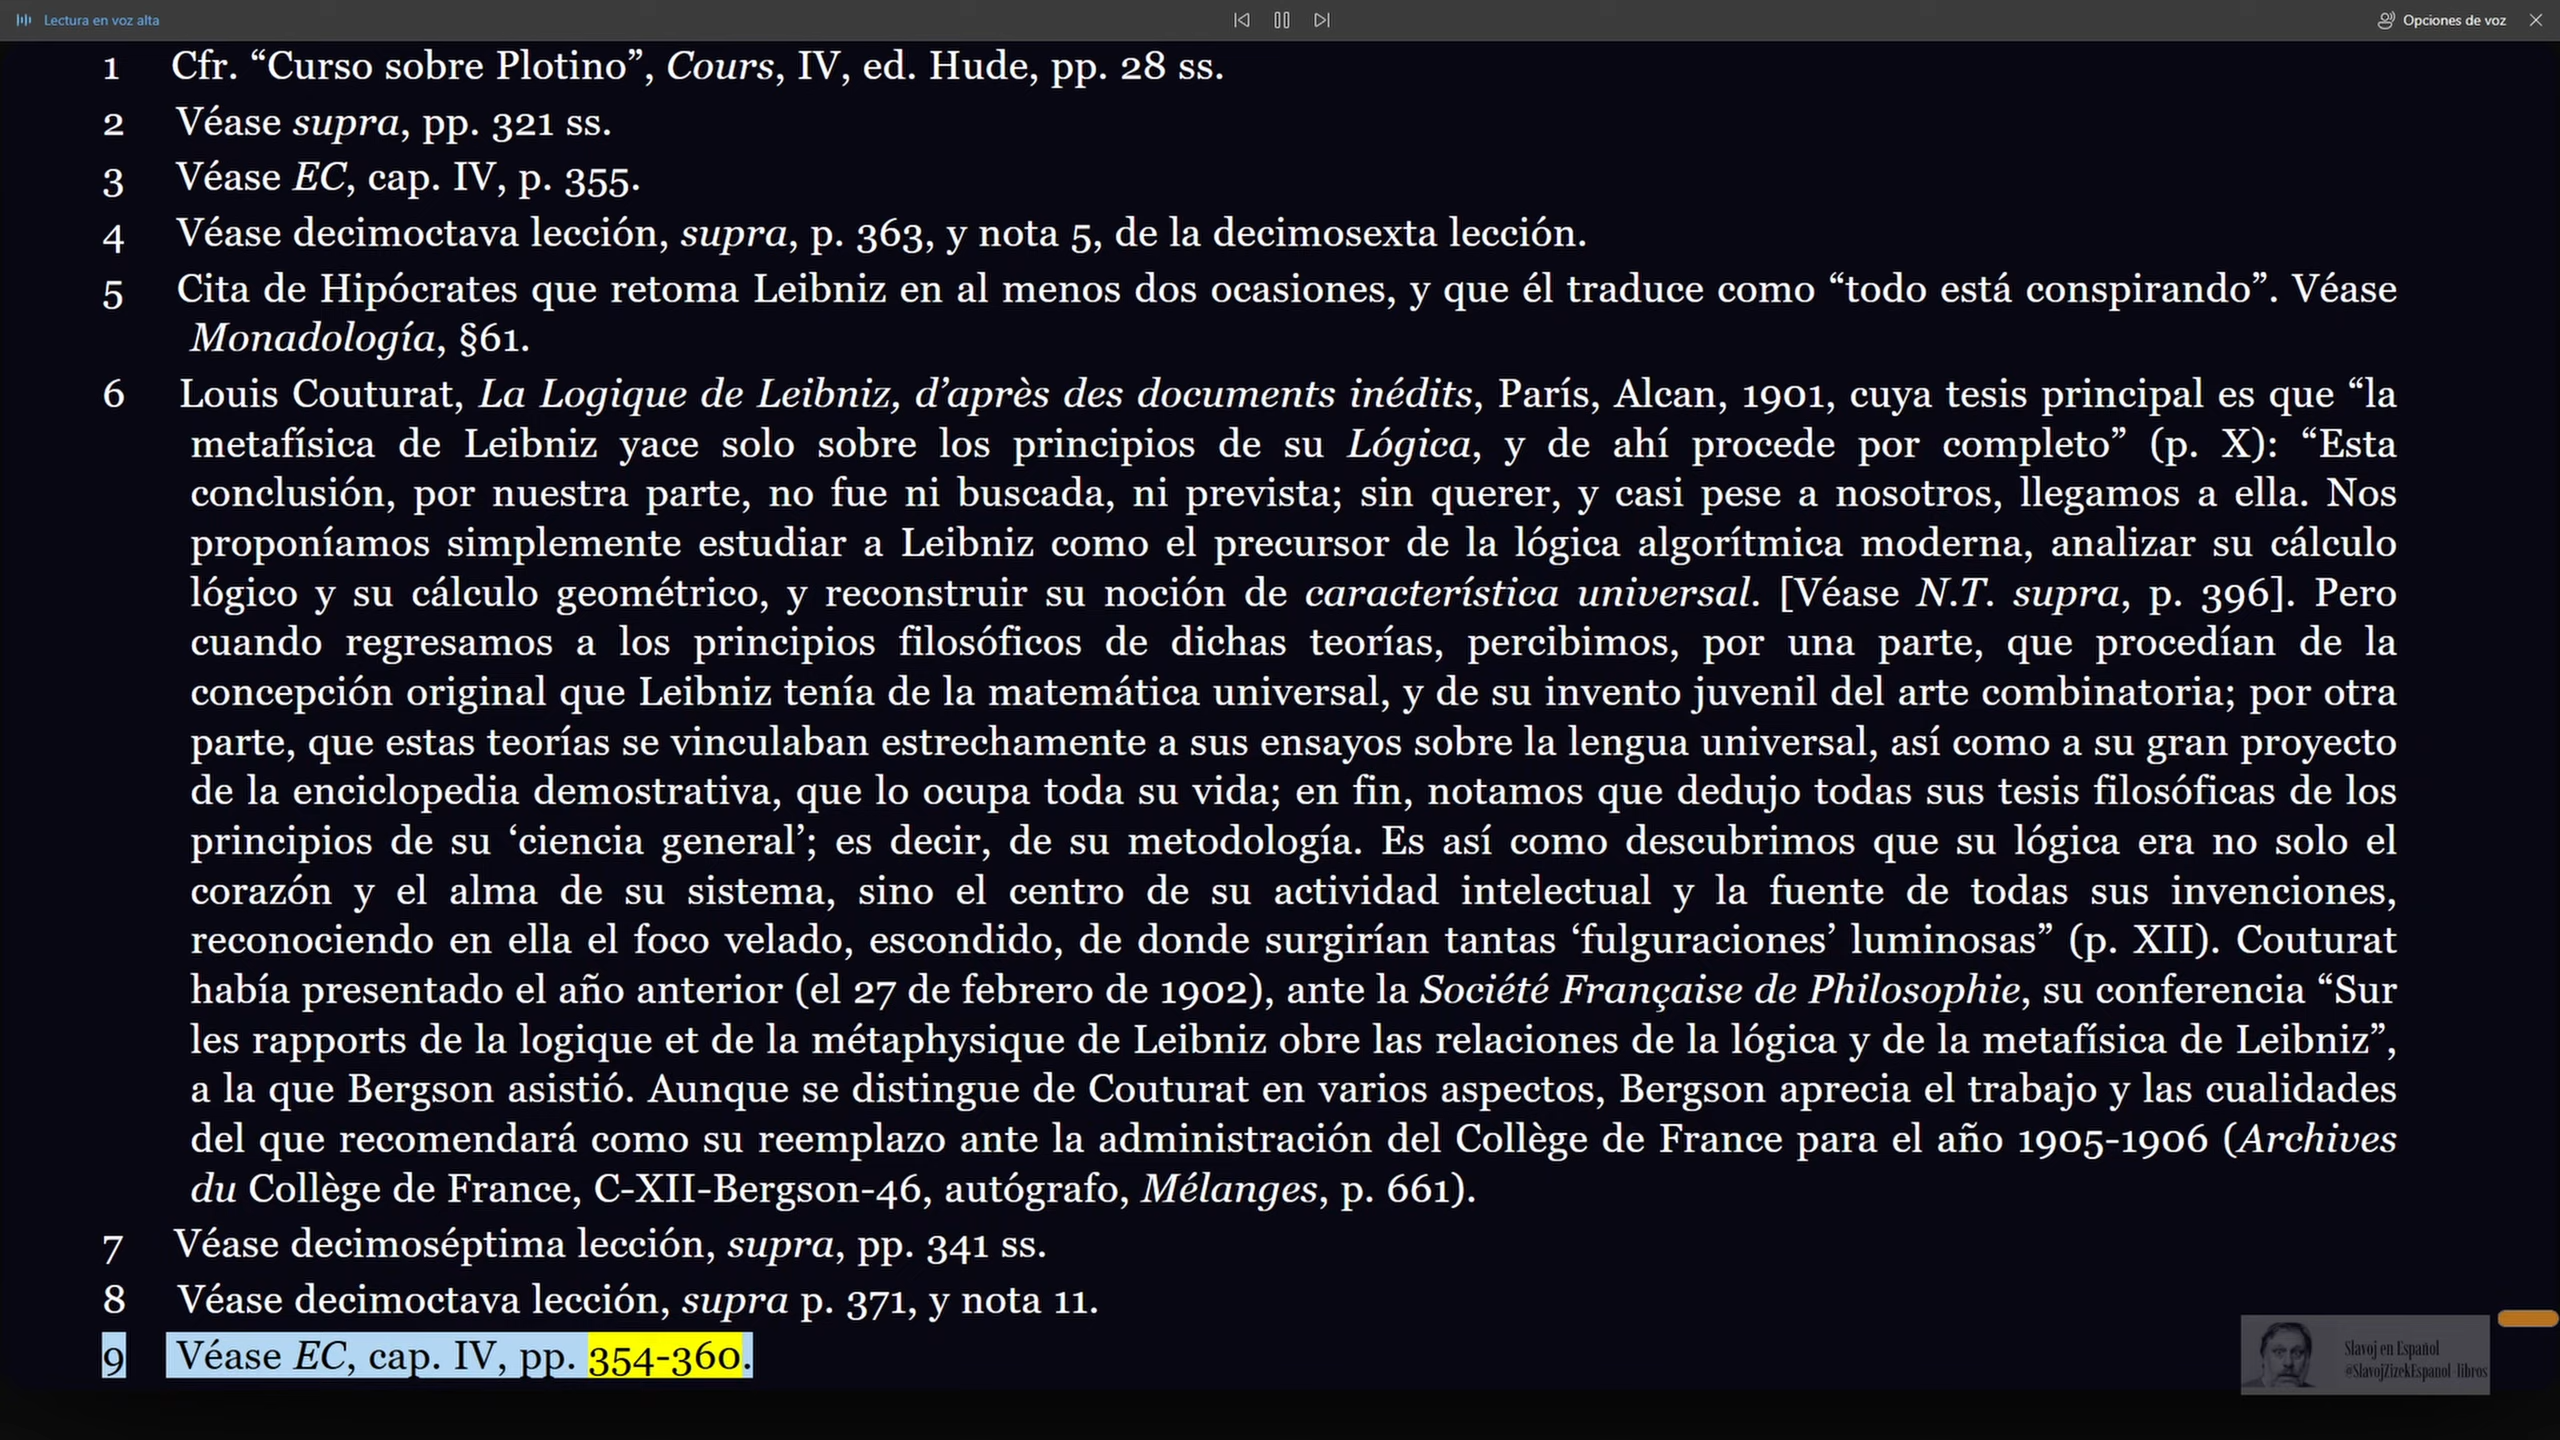 Lectura en voz alta
Opciones de voz
1 Cfr. “Curso sobre Plotino”, Cours, IV, ed. Hude, pp. 28 ss.
2 Véase supra, pp. 321 ss.
3 Véase EC, cap. IV, p. 355.
4 Véase decimoctava lección, supra, p. 363, y nota 5, de la decimosexta lección.
5 Cita de Hipócrates que retoma Leibniz en al menos dos ocasiones, y que él traduce como “todo está conspirando”. Véase
Monadología, §61.
6 Louis Couturat, La Logique de Leibniz, d’après des documents inédits, París, Alcan, 1901, cuya tesis principal es que “la
metafísica de Leibniz yace solo sobre los principios de su Lógica, y de ahí procede por completo” (p. X): “Esta
conclusión, por nuestra parte, no fue ni buscada, ni prevista; sin querer, y casi pese a nosotros, llegamos a ella. Nos
proponíamos simplemente estudiar a Leibniz como el precursor de la lógica algorítmica moderna, analizar su cálculo
lógico y su cálculo geométrico, y reconstruir su noción de característica universal. [Véase N.T. supra, p. 396]. Pero
cuando regresamos a los principios filosóficos de dichas teorías, percibimos, por una parte, que procedían de la
concepción original que Leibniz tenía de la matemática universal, y de su invento juvenil del arte combinatoria; por otra
parte, que estas teorías se vinculaban estrechamente a sus ensayos sobre la lengua universal, así como a su gran proyecto
de la enciclopedia demostrativa, que lo ocupa toda su vida; en fin, notamos que dedujo todas sus tesis filosóficas de los
principios de su ‘ciencia general’; es decir, de su metodología. Es así como descubrimos que su lógica era no solo el
corazón y el alma de su sistema, sino el centro de su actividad intelectual y la fuente de todas sus invenciones,
reconociendo en ella el foco velado, escondido, de donde surgirían tantas ‘fulguraciones’ luminosas” (p. XII). Couturat
había presentado el año anterior (el 27 de febrero de 1902), ante la Société Française de Philosophie, su conferencia “Sur
les rapports de la logique et de la métaphysique de Leibniz obre las relaciones de la lógica y de la metafísica de Leibniz”,
a la que Bergson asistió. Aunque se distingue de Couturat en varios aspectos, Bergson aprecia el trabajo y las cualidades
del que recomendará como su reemplazo ante la administración del Collège de France para el año 1905-1906 (Archives
du Collège de France, C-XII-Bergson-46, autógrafo, Mélanges, p. 661).
7 Véase decimoséptima lección, supra, pp. 341 ss.
8 Véase decimoctava lección, supra p. 371, y nota 11.
9 Véase EC, cap. IV, pp. 354-360.
Slavoj en Español
@SlavojZizekEspanol-libros